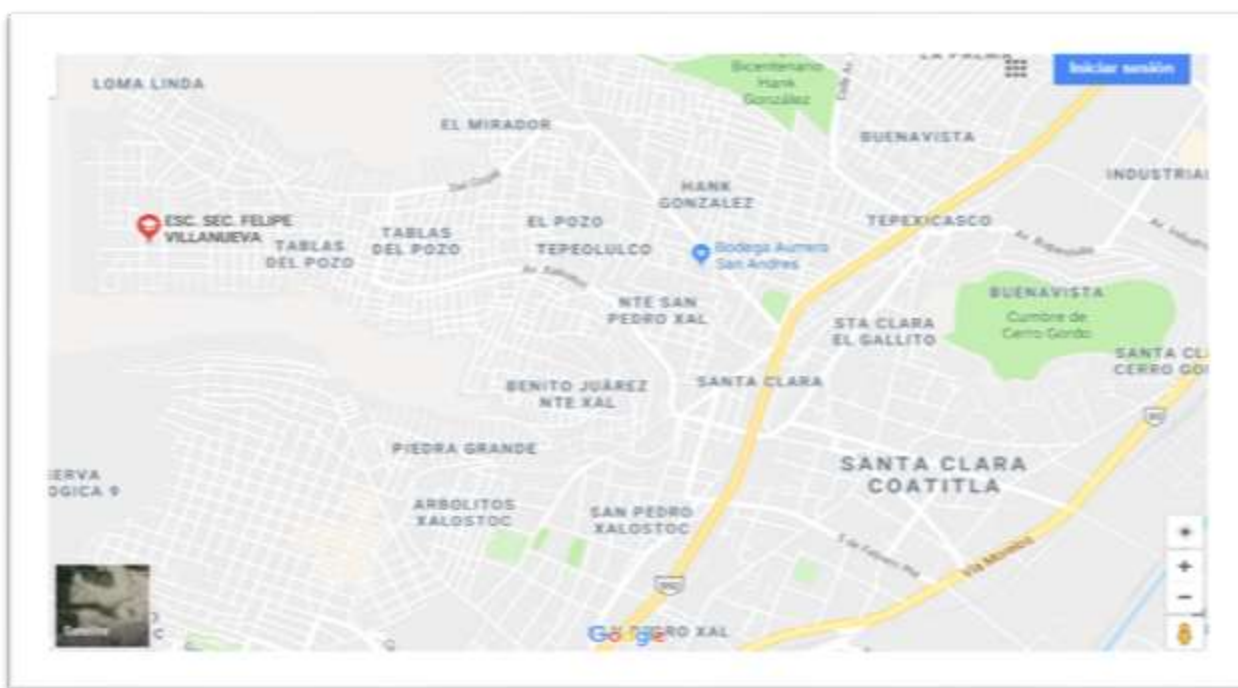 LOMA LINDA
Bicentenario
Hank
González
Iniciar sesión
EL MIRADOR
BUENAVISTA
INDUSTRIAL
HANK
GONZALEZ
ESC. SEC. FELIPE
VILLANUEVA
TABLAS
DEL POZO
TABLAS
DEL POZO
EL POZO
TEPEOLULCO
TEPEXICASCO
Bodega Aurrera
San Andres
NTE SAN
PEDRO XAL
STA CLARA
EL GALLITO
BUENAVISTA
Cumbre de
Cerro Gordo
SANTA CL
CERRO GO
BENITO JUÁREZ
NTE XAL
SANTA CLARA
PIEDRA GRANDE
SANTA CLARA
COATITLA
ERVA
OGICA 9
ARBOLITOS
XALOSTOC
SAN PEDRO
XALOSTOC
Vía Morelos
Google
RO XAL